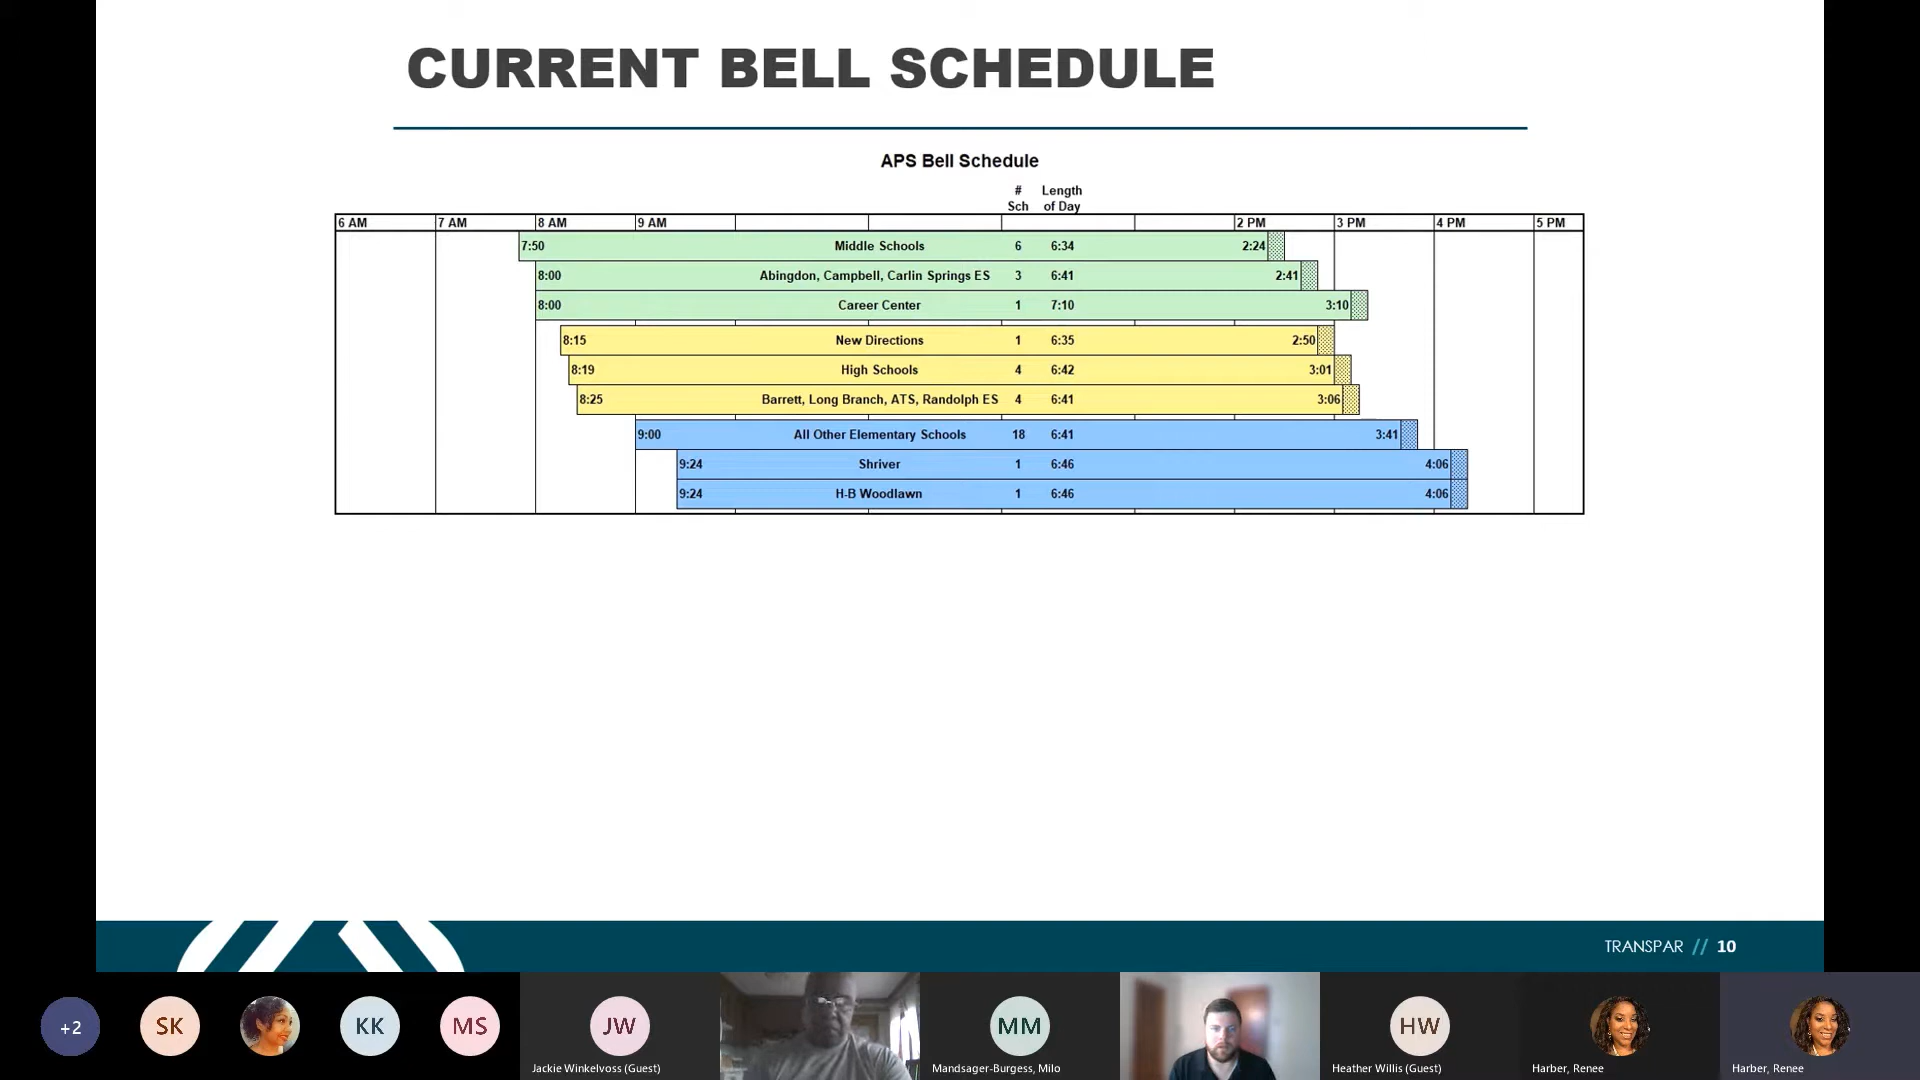 CURRENT BELL SCHEDULE
APS Bell Schedule
# Length
Sch of Day
6 AM 7 AM 8 AM 9 AM 2 PM 3 PM 4 PM 5 PM
7:50 Middle Schools 6 6:34 2:24
8:00 Abingdon, Campbell, Carlin Springs ES 3 6:41 2:41
8:00 Career Center 1 7:10 3:10
8:15 New Directions 1 6:35 2:50
8:19 High Schools 4 6:42 3:01
8:25 Barrett, Long Branch, ATS, Randolph ES 4 6:41 3:06
9:00 All Other Elementary Schools 18 6:41 3:41
9:24 Shriver 1 6:46 4:06
9:24 H-B Woodlawn 1 6:46 4:06
TRANSPAR // 10
+2 SK KK MS JW MM HW
Jackie Winkelvoss (Guest) Mandsager-Burgess, Milo Heather Willis (Guest) Harber, Renee Harber, Renee